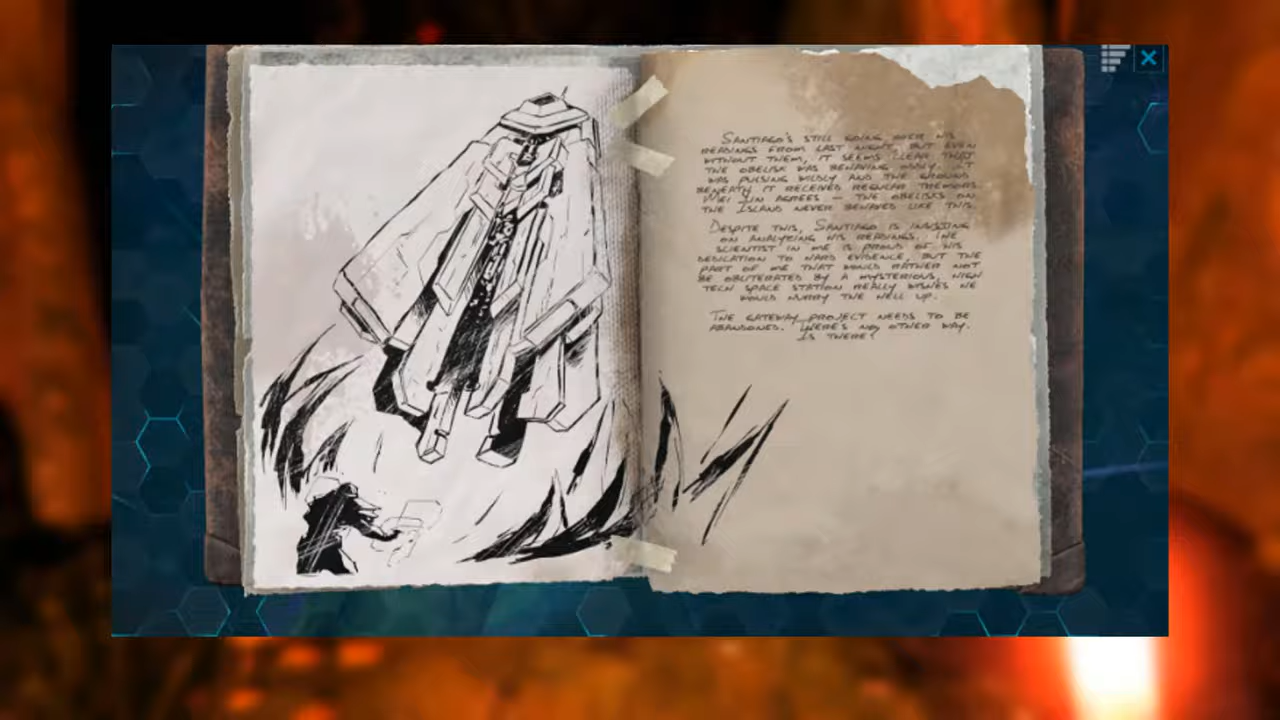 SANTIAGO'S STILL GOING OVER HIS
READINGS FROM LAST NIGHT, BUT EVEN
WITHOUT THEM, IT SEEMS CLEAR THAT
THE OBELISK WAS BEHAVING ODDLY. IT
WAS PULSING WILDLY AND THE GROUND
BENEATH IT RECEIVED REGULAR TREMORS.
MEI YIN AGREES – THE OBELISKS ON
THE ISLAND NEVER BEHAVED LIKE THIS.
DESPITE THIS, SANTIAGO IS INSISTING
ON ANALYZING HIS READINGS. THE
SCIENTIST IN ME IS PROUD OF HIS
DEDICATION TO HARD EVIDENCE, BUT THE
PART OF ME THAT WOULD RATHER NOT
BE OBLITERATED BY A MYSTERIOUS, HIGH
TECH SPACE STATION REALLY WISHES HE
WOULD HURRY THE HELL UP.
THE GATEWAY PROJECT NEEDS TO BE
ABANDONED. THERE'S NO OTHER WAY.
IS THERE?